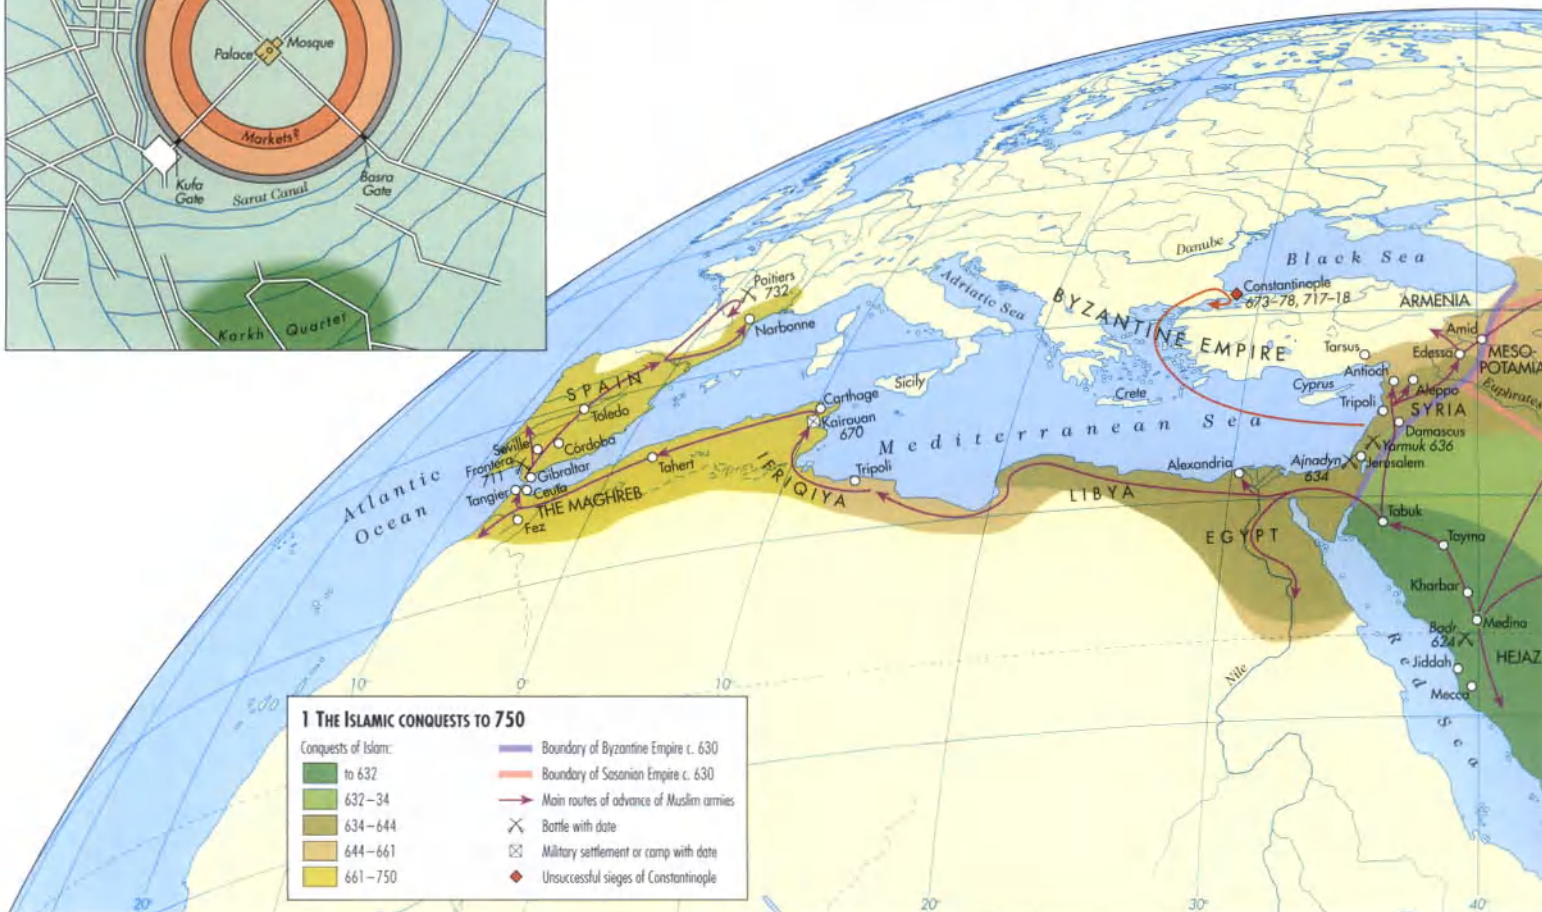 Palace
Mosque
Markets?
Kufa
Gate
Basra
Gate
Sarat Canal
Karkh Quarter
Atlantic
Ocean
Adriatic Sea
Danube
Black Sea
Mediterranean Sea
Red Sea
Nile
Euphrates
Poitiers
732
Narbonne
SPAIN
Toledo
Seville
Córdoba
Frontera
711
Gibraltar
Tangier
Ceuta
THE MAGHREB
Fez
Tahert
Carthage
Kairouan
670
IFRIQIYA
Tripoli
Sicily
Crete
BYZANTINE EMPIRE
Constantinople
673–78, 717–18
ARMENIA
Amid
Edessa
MESO-
POTAMIA
Tarsus
Antioch
Cyprus
Aleppo
Tripoli
SYRIA
Damascus
Yarmuk 636
Ajnadyn
634
Jerusalem
Alexandria
LIBYA
EGYPT
Tabuk
Tayma
Kharbar
Medina
Badr
624
HEJAZ
Jiddah
Mecca
10°
0°
10°
20°
20°
30°
40°
1 THE ISLAMIC CONQUESTS TO 750
Conquests of Islam:
to 632
632–34
634–644
644–661
661–750
Boundary of Byzantine Empire c. 630
Boundary of Sasanian Empire c. 630
Main routes of advance of Muslim armies
Battle with date
Military settlement or camp with date
Unsuccessful sieges of Constantinople